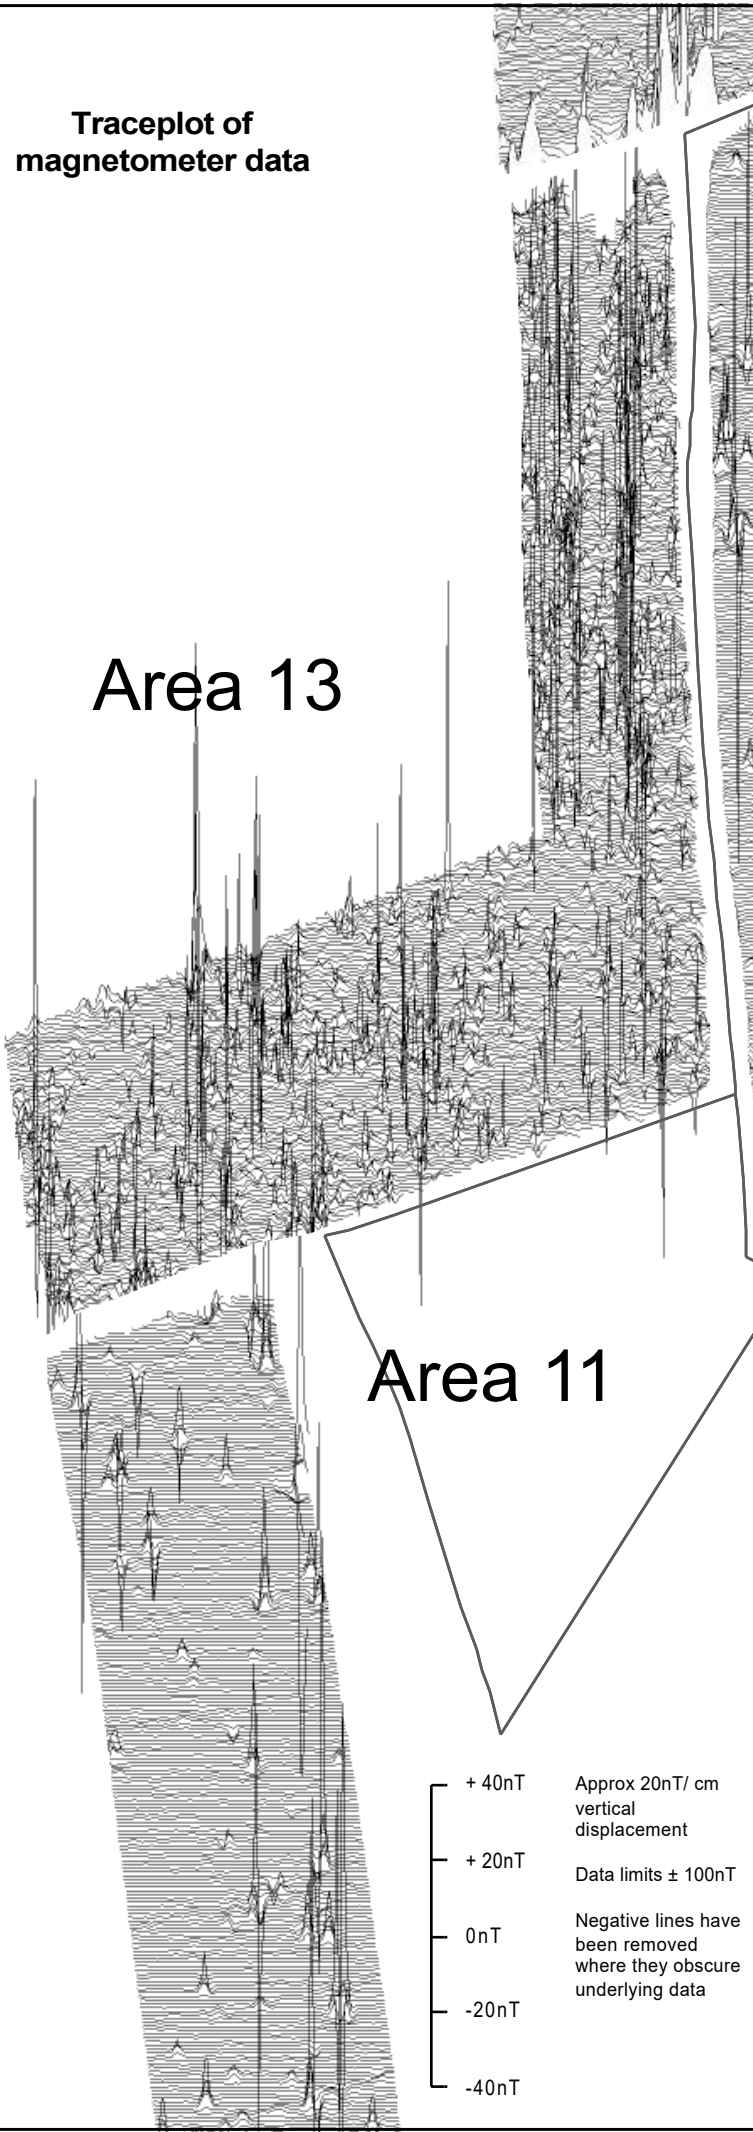 Traceplot of
magnetometer data
Area 13
Area 11
+ 40nT
+ 20nT
0nT
-20nT
-40nT
Approx 20nT/ cm
vertical
displacement
Data limits ± 100nT
Negative lines have
been removed
where they obscure
underlying data